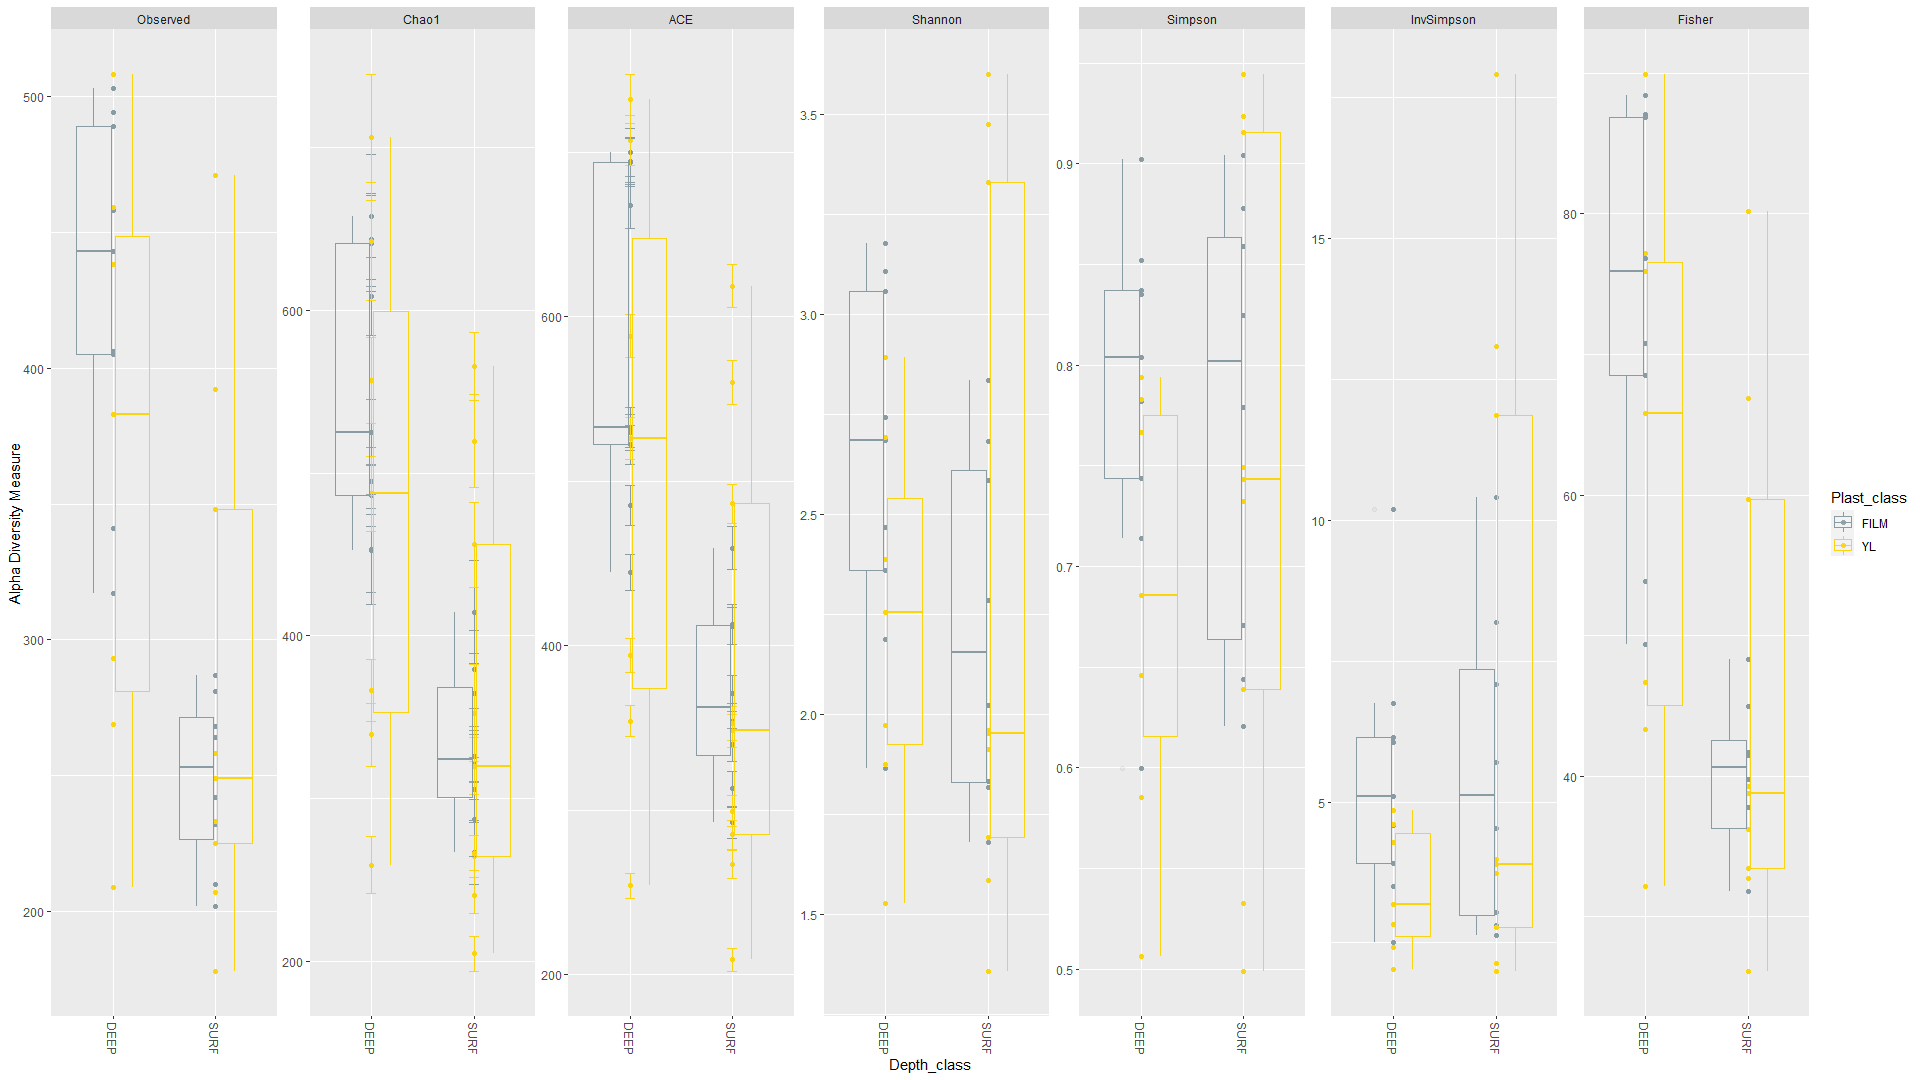 Observed
Chao1
ACE
Shannon
Simpson
InvSimpson
Fisher
Alpha Diversity Measure
500
400
300
200
600
400
200
600
400
200
3.5
3.0
2.5
2.0
1.5
0.9
0.8
0.7
0.6
0.5
15
10
5
80
60
40
DEEP
SURF
DEEP
SURF
DEEP
SURF
DEEP
SURF
DEEP
SURF
DEEP
SURF
DEEP
SURF
Depth_class
Plast_class
FILM
YL